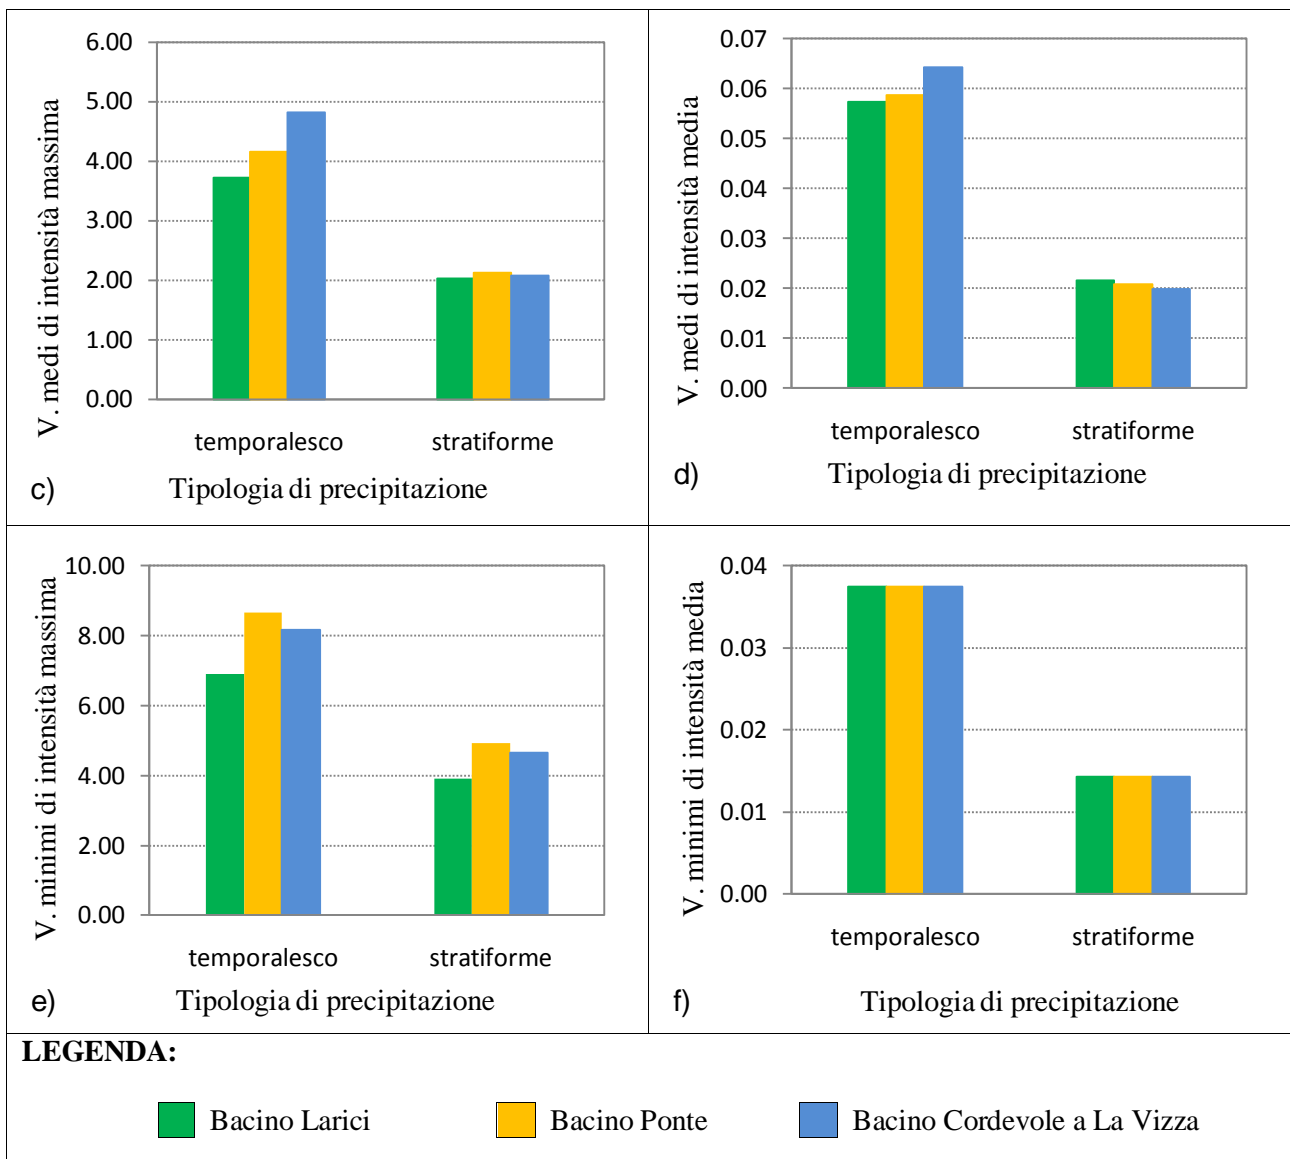 6.00
5.00
4.00
3.00
2.00
1.00
0.00
V. medi di intensità massima
temporalesco stratiforme
c) Tipologia di precipitazione
0.07
0.06
0.05
0.04
0.03
0.02
0.01
0.00
V. medi di intensità media
temporalesco stratiforme
d) Tipologia di precipitazione
10.00
8.00
6.00
4.00
2.00
0.00
V. minimi di intensità massima
temporalesco stratiforme
e) Tipologia di precipitazione
0.04
0.03
0.02
0.01
0.00
V. minimi di intensità media
temporalesco stratiforme
f) Tipologia di precipitazione
LEGENDA:
Bacino Larici Bacino Ponte Bacino Cordevole a La Vizza